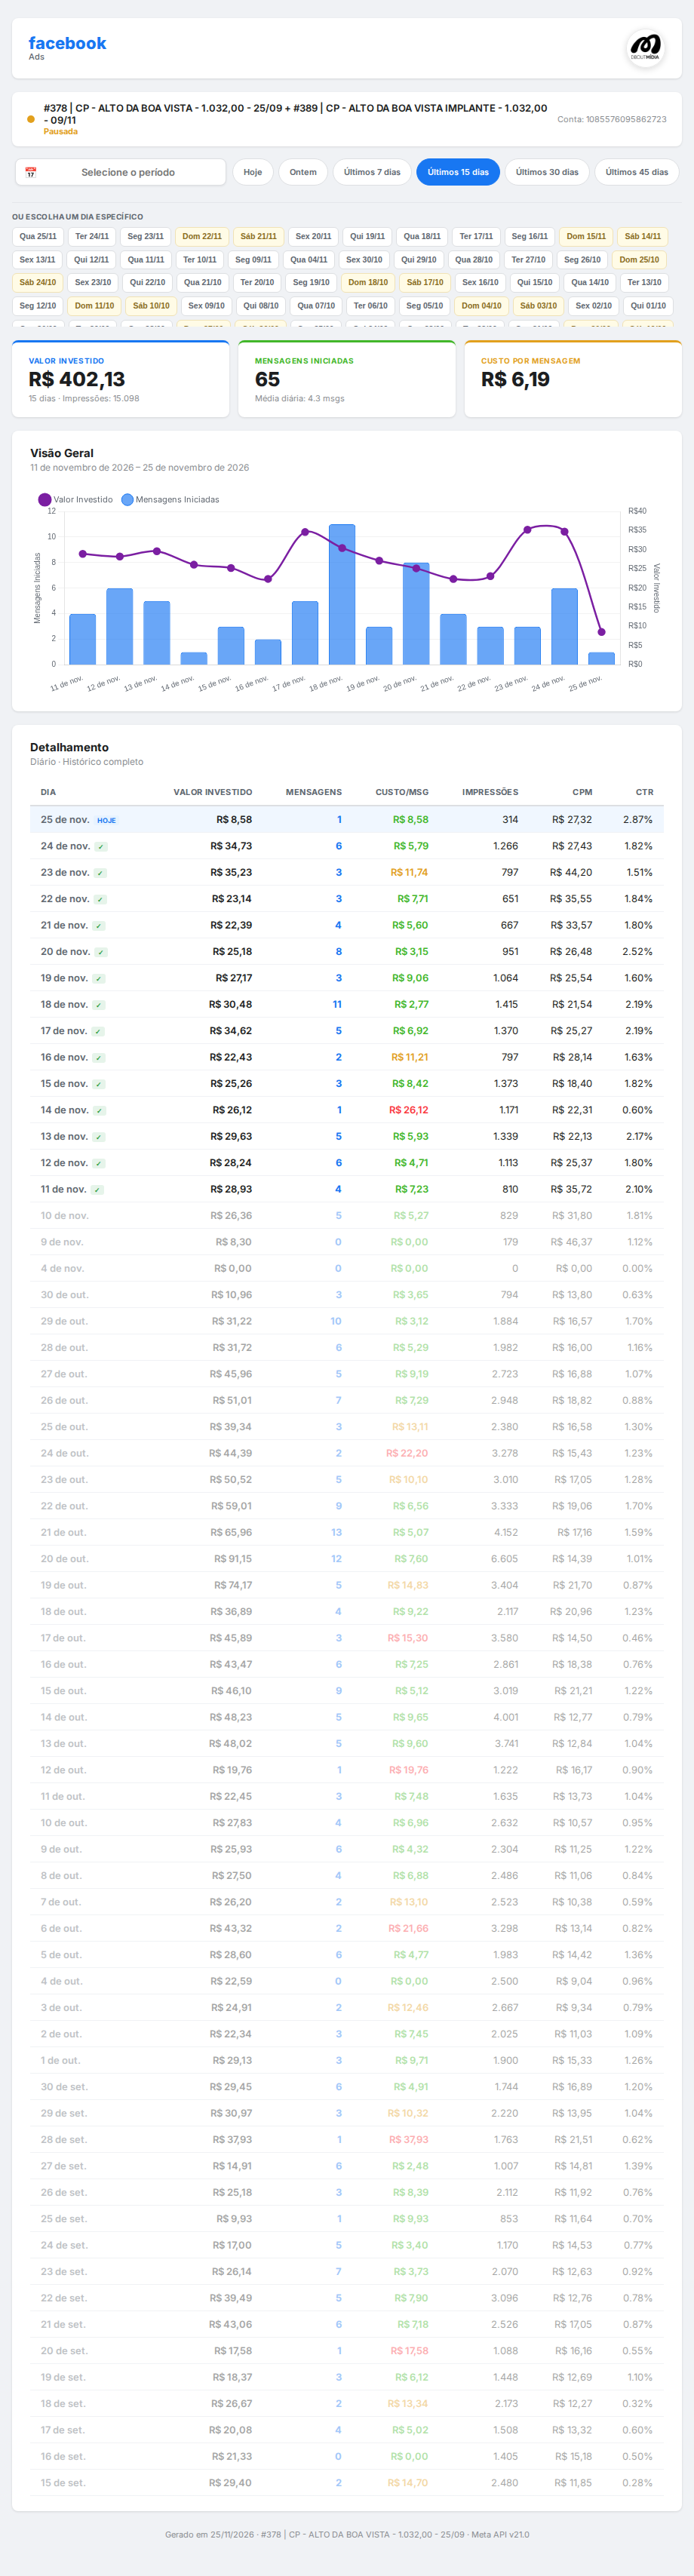 facebook
Ads
DBOUTMÍDIA
#378 | CP - ALTO DA BOA VISTA - 1.032,00 - 25/09 + #389 | CP - ALTO DA BOA VISTA IMPLANTE - 1.032,00
- 09/11
Pausada
Conta: 1085576095862723
Selecione o período
Hoje
Ontem
Últimos 7 dias
Últimos 15 dias
Últimos 30 dias
Últimos 45 dias
OU ESCOLHA UM DIA ESPECÍFICO
Qua 25/11 Ter 24/11 Seg 23/11 Dom 22/11 Sáb 21/11 Sex 20/11 Qui 19/11 Qua 18/11 Ter 17/11 Seg 16/11 Dom 15/11 Sáb 14/11
Sex 13/11 Qui 12/11 Qua 11/11 Ter 10/11 Seg 09/11 Qua 04/11 Sex 30/10 Qui 29/10 Qua 28/10 Ter 27/10 Seg 26/10 Dom 25/10
Sáb 24/10 Sex 23/10 Qui 22/10 Qua 21/10 Ter 20/10 Seg 19/10 Dom 18/10 Sáb 17/10 Sex 16/10 Qui 15/10 Qua 14/10 Ter 13/10
Seg 12/10 Dom 11/10 Sáb 10/10 Sex 09/10 Qui 08/10 Qua 07/10 Ter 06/10 Seg 05/10 Dom 04/10 Sáb 03/10 Sex 02/10 Qui 01/10
VALOR INVESTIDO
R$ 402,13
15 dias · Impressões: 15.098
MENSAGENS INICIADAS
65
Média diária: 4.3 msgs
CUSTO POR MENSAGEM
R$ 6,19
Visão Geral
11 de novembro de 2026 – 25 de novembro de 2026
Valor Investido Mensagens Iniciadas
Mensagens Iniciadas
12
10
8
6
4
2
0
R$40
R$35
R$30
R$25
R$20
R$15
R$10
R$5
R$0
Valor Investido
11 de nov. 12 de nov. 13 de nov. 14 de nov. 15 de nov. 16 de nov. 17 de nov. 18 de nov. 19 de nov. 20 de nov. 21 de nov. 22 de nov. 23 de nov. 24 de nov. 25 de nov.
Detalhamento
Diário · Histórico completo
DIA VALOR INVESTIDO MENSAGENS CUSTO/MSG IMPRESSÕES CPM CTR
25 de nov. HOJE R$ 8,58 1 R$ 8,58 314 R$ 27,32 2.87%
24 de nov. ✓ R$ 34,73 6 R$ 5,79 1.266 R$ 27,43 1.82%
23 de nov. ✓ R$ 35,23 3 R$ 11,74 797 R$ 44,20 1.51%
22 de nov. ✓ R$ 23,14 3 R$ 7,71 651 R$ 35,55 1.84%
21 de nov. ✓ R$ 22,39 4 R$ 5,60 667 R$ 33,57 1.80%
20 de nov. ✓ R$ 25,18 8 R$ 3,15 951 R$ 26,48 2.52%
19 de nov. ✓ R$ 27,17 3 R$ 9,06 1.064 R$ 25,54 1.60%
18 de nov. ✓ R$ 30,48 11 R$ 2,77 1.415 R$ 21,54 2.19%
17 de nov. ✓ R$ 34,62 5 R$ 6,92 1.370 R$ 25,27 2.19%
16 de nov. ✓ R$ 22,43 2 R$ 11,21 797 R$ 28,14 1.63%
15 de nov. ✓ R$ 25,26 3 R$ 8,42 1.373 R$ 18,40 1.82%
14 de nov. ✓ R$ 26,12 1 R$ 26,12 1.171 R$ 22,31 0.60%
13 de nov. ✓ R$ 29,63 5 R$ 5,93 1.339 R$ 22,13 2.17%
12 de nov. ✓ R$ 28,24 6 R$ 4,71 1.113 R$ 25,37 1.80%
11 de nov. ✓ R$ 28,93 4 R$ 7,23 810 R$ 35,72 2.10%
10 de nov. R$ 26,36 5 R$ 5,27 829 R$ 31,80 1.81%
9 de nov. R$ 8,30 0 R$ 0,00 179 R$ 46,37 1.12%
4 de nov. R$ 0,00 0 R$ 0,00 0 R$ 0,00 0.00%
30 de out. R$ 10,96 3 R$ 3,65 794 R$ 13,80 0.63%
29 de out. R$ 31,22 10 R$ 3,12 1.884 R$ 16,57 1.70%
28 de out. R$ 31,72 6 R$ 5,29 1.982 R$ 16,00 1.16%
27 de out. R$ 45,96 5 R$ 9,19 2.723 R$ 16,88 1.07%
26 de out. R$ 51,01 7 R$ 7,29 2.948 R$ 18,82 0.88%
25 de out. R$ 39,34 3 R$ 13,11 2.380 R$ 16,58 1.30%
24 de out. R$ 44,39 2 R$ 22,20 3.278 R$ 15,43 1.23%
23 de out. R$ 50,52 5 R$ 10,10 3.010 R$ 17,05 1.28%
22 de out. R$ 59,01 9 R$ 6,56 3.333 R$ 19,06 1.70%
21 de out. R$ 65,96 13 R$ 5,07 4.152 R$ 17,16 1.59%
20 de out. R$ 91,15 12 R$ 7,60 6.605 R$ 14,39 1.01%
19 de out. R$ 74,17 5 R$ 14,83 3.404 R$ 21,70 0.87%
18 de out. R$ 36,89 4 R$ 9,22 2.117 R$ 20,96 1.23%
17 de out. R$ 45,89 3 R$ 15,30 3.580 R$ 14,50 0.46%
16 de out. R$ 43,47 6 R$ 7,25 2.861 R$ 18,38 0.76%
15 de out. R$ 46,10 9 R$ 5,12 3.019 R$ 21,21 1.22%
14 de out. R$ 48,23 5 R$ 9,65 4.001 R$ 12,77 0.79%
13 de out. R$ 48,02 5 R$ 9,60 3.741 R$ 12,84 1.04%
12 de out. R$ 19,76 1 R$ 19,76 1.222 R$ 16,17 0.90%
11 de out. R$ 22,45 3 R$ 7,48 1.635 R$ 13,73 1.04%
10 de out. R$ 27,83 4 R$ 6,96 2.632 R$ 10,57 0.95%
9 de out. R$ 25,93 6 R$ 4,32 2.304 R$ 11,25 1.22%
8 de out. R$ 27,50 4 R$ 6,88 2.486 R$ 11,06 0.84%
7 de out. R$ 26,20 2 R$ 13,10 2.523 R$ 10,38 0.59%
6 de out. R$ 43,32 2 R$ 21,66 3.298 R$ 13,14 0.82%
5 de out. R$ 28,60 6 R$ 4,77 1.983 R$ 14,42 1.36%
4 de out. R$ 22,59 0 R$ 0,00 2.500 R$ 9,04 0.96%
3 de out. R$ 24,91 2 R$ 12,46 2.667 R$ 9,34 0.79%
2 de out. R$ 22,34 3 R$ 7,45 2.025 R$ 11,03 1.09%
1 de out. R$ 29,13 3 R$ 9,71 1.900 R$ 15,33 1.26%
30 de set. R$ 29,45 6 R$ 4,91 1.744 R$ 16,89 1.20%
29 de set. R$ 30,97 3 R$ 10,32 2.220 R$ 13,95 1.04%
28 de set. R$ 37,93 1 R$ 37,93 1.763 R$ 21,51 0.62%
27 de set. R$ 14,91 6 R$ 2,48 1.007 R$ 14,81 1.39%
26 de set. R$ 25,18 3 R$ 8,39 2.112 R$ 11,92 0.76%
25 de set. R$ 9,93 1 R$ 9,93 853 R$ 11,64 0.70%
24 de set. R$ 17,00 5 R$ 3,40 1.170 R$ 14,53 0.77%
23 de set. R$ 26,14 7 R$ 3,73 2.070 R$ 12,63 0.92%
22 de set. R$ 39,49 5 R$ 7,90 3.096 R$ 12,76 0.78%
21 de set. R$ 43,06 6 R$ 7,18 2.526 R$ 17,05 0.87%
20 de set. R$ 17,58 1 R$ 17,58 1.088 R$ 16,16 0.55%
19 de set. R$ 18,37 3 R$ 6,12 1.448 R$ 12,69 1.10%
18 de set. R$ 26,67 2 R$ 13,34 2.173 R$ 12,27 0.32%
17 de set. R$ 20,08 4 R$ 5,02 1.508 R$ 13,32 0.60%
16 de set. R$ 21,33 0 R$ 0,00 1.405 R$ 15,18 0.50%
15 de set. R$ 29,40 2 R$ 14,70 2.480 R$ 11,85 0.28%
Gerado em 25/11/2026 · #378 | CP - ALTO DA BOA VISTA - 1.032,00 - 25/09 · Meta API v21.0